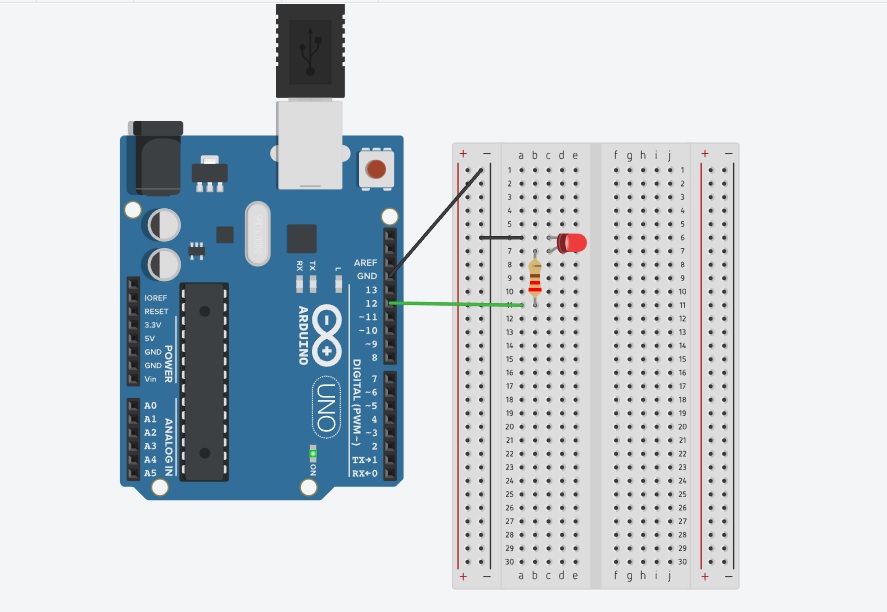 + − a b c d e f g h i j + −
1 1
2 2
3 3
4 4
5 5
6 6
7 7
8 8
9 9
10 10
11 11
12 12
13 13
14 14
15 15
16 16
17 17
18 18
19 19
20 20
21 21
22 22
23 23
24 24
25 25
26 26
27 27
28 28
29 29
30 30
+ − a b c d e f g h i j + −
AREF
GND
13
12
~11
~10
~9
8
7
~6
~5
4
~3
2
TX→1
RX←0
DIGITAL (PWM~)
RX
TX
L
ARDUINO
UNO
ON
IOREF
RESET
3.3V
5V
GND
GND
Vin
POWER
A0
A1
A2
A3
A4
A5
ANALOG IN